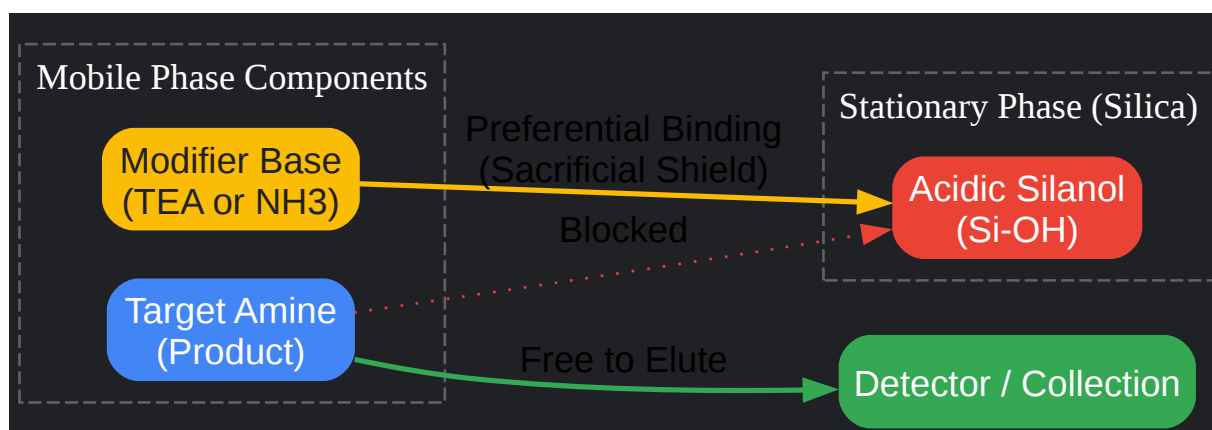 Mobile Phase Components
Modifier Base
(TEA or NH3)
Target Amine
(Product)
Preferential Binding
(Sacrificial Shield)
Blocked
Free to Elute
Stationary Phase (Silica)
Acidic Silanol
(Si-OH)
Detector / Collection